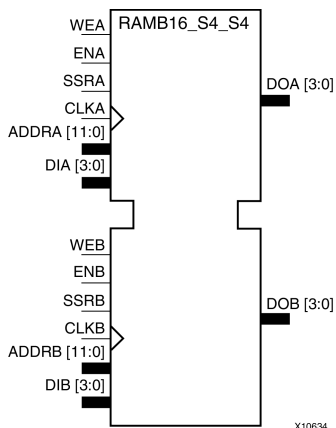 RAMB16_S4_S4
WEA
ENA
SSRA
CLKA
ADDRA [11:0]
DIA [3:0]
DOA [3:0]
WEB
ENB
SSRB
CLKB
ADDRB [11:0]
DIB [3:0]
DOB [3:0]
X10634